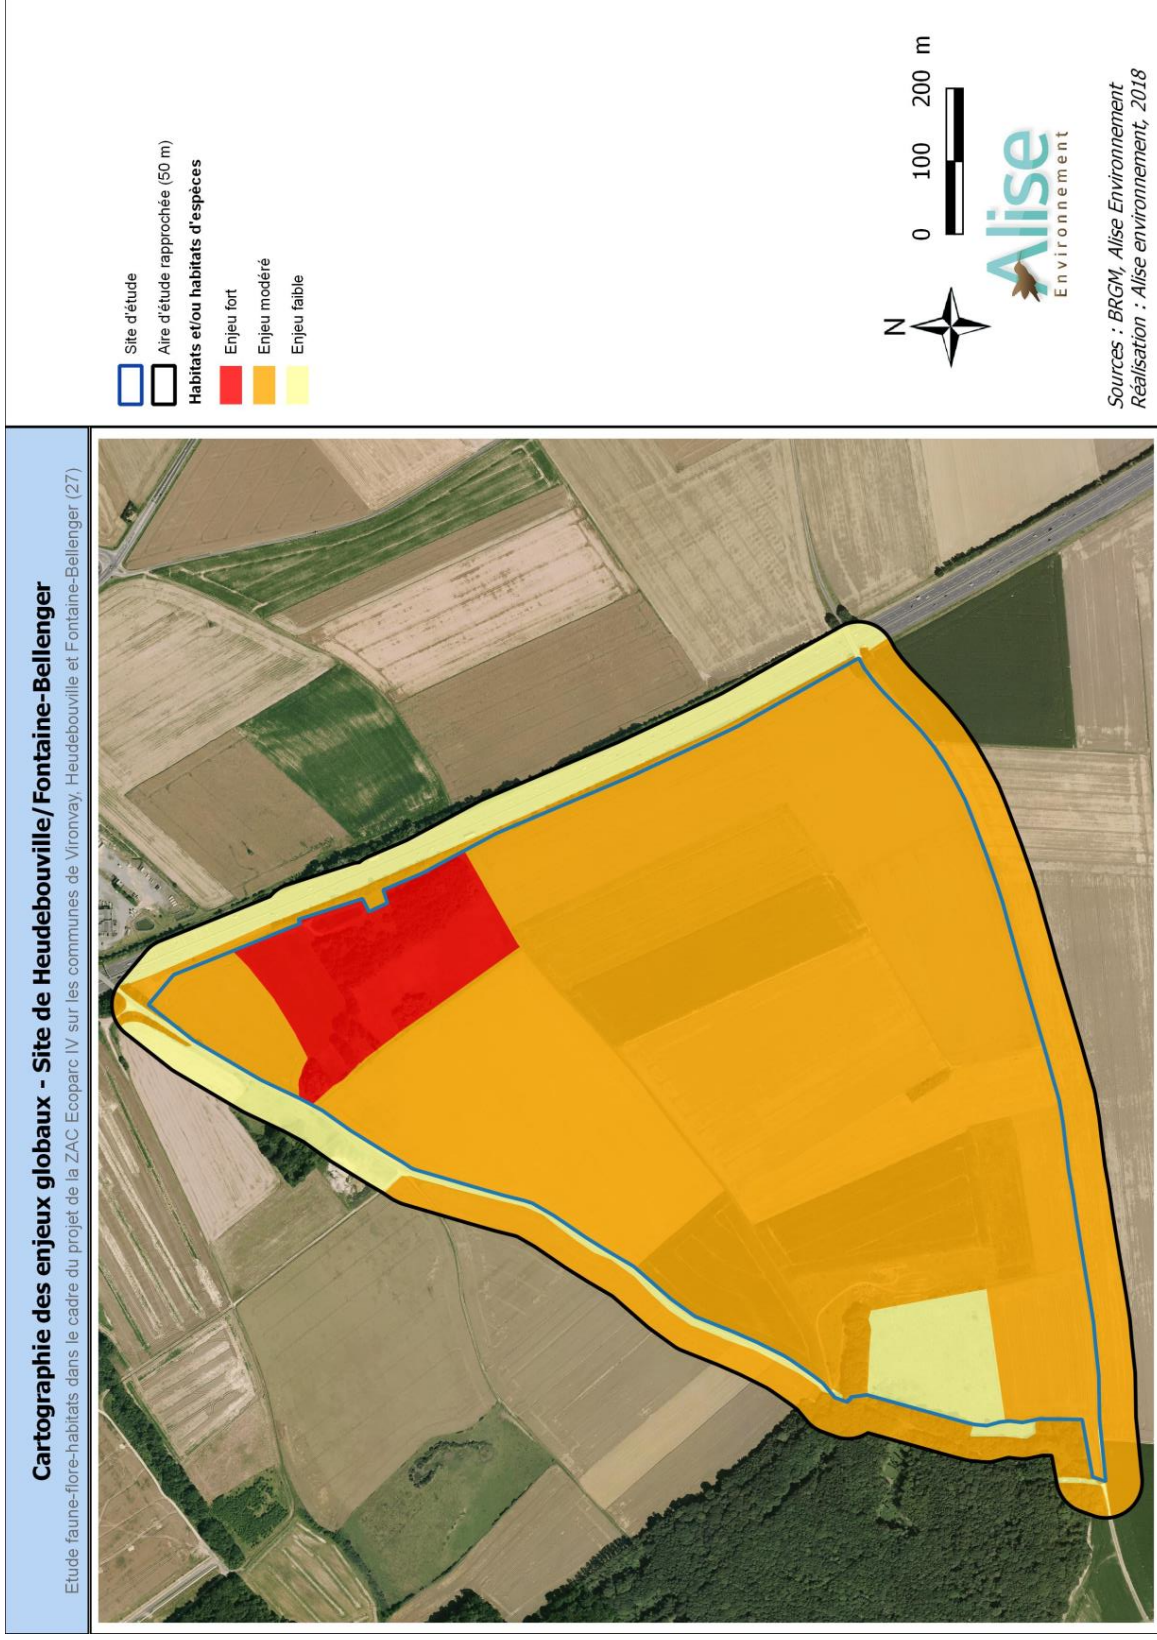 Cartographie des enjeux globaux - Site de Heudebouville/Fontaine-Bellenger
Etude faune-flore-habitats dans le cadre du projet de la ZAC Ecoparc IV sur les communes de Vironvay, Heudebouville et Fontaine-Bellenger (27)
Site d'étude
Aire d'étude rapprochée (50 m)
Habitats et/ou habitats d'espèces
Enjeu fort
Enjeu modéré
Enjeu faible
N
0 100 200 m
Alise
Environnement
Sources : BRGM, Alise Environnement
Réalisation : Alise environnement, 2018